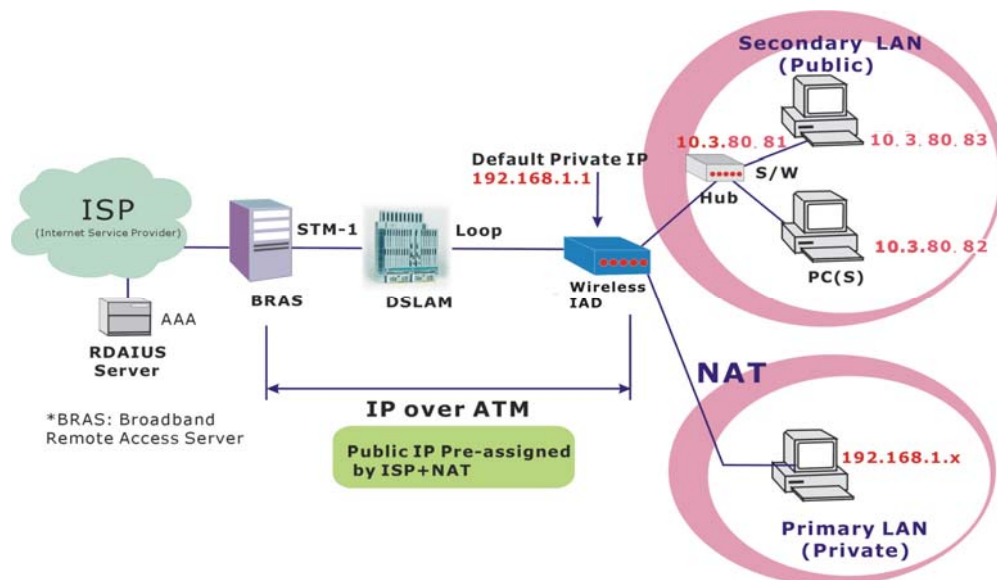 Secondary LAN
(Public)
10.3.80.81
10.3.80.83
Default Private IP
192.168.1.1
S/W
Hub
ISP
(Internet Service Provider)
STM-1
Loop
10.3.80.82
PC(S)
BRAS
DSLAM
Wireless
IAD
AAA
RDAIUS
Server
NAT
IP over ATM
*BRAS: Broadband
Remote Access Server
Public IP Pre-assigned
by ISP+NAT
192.168.1.x
Primary LAN
(Private)